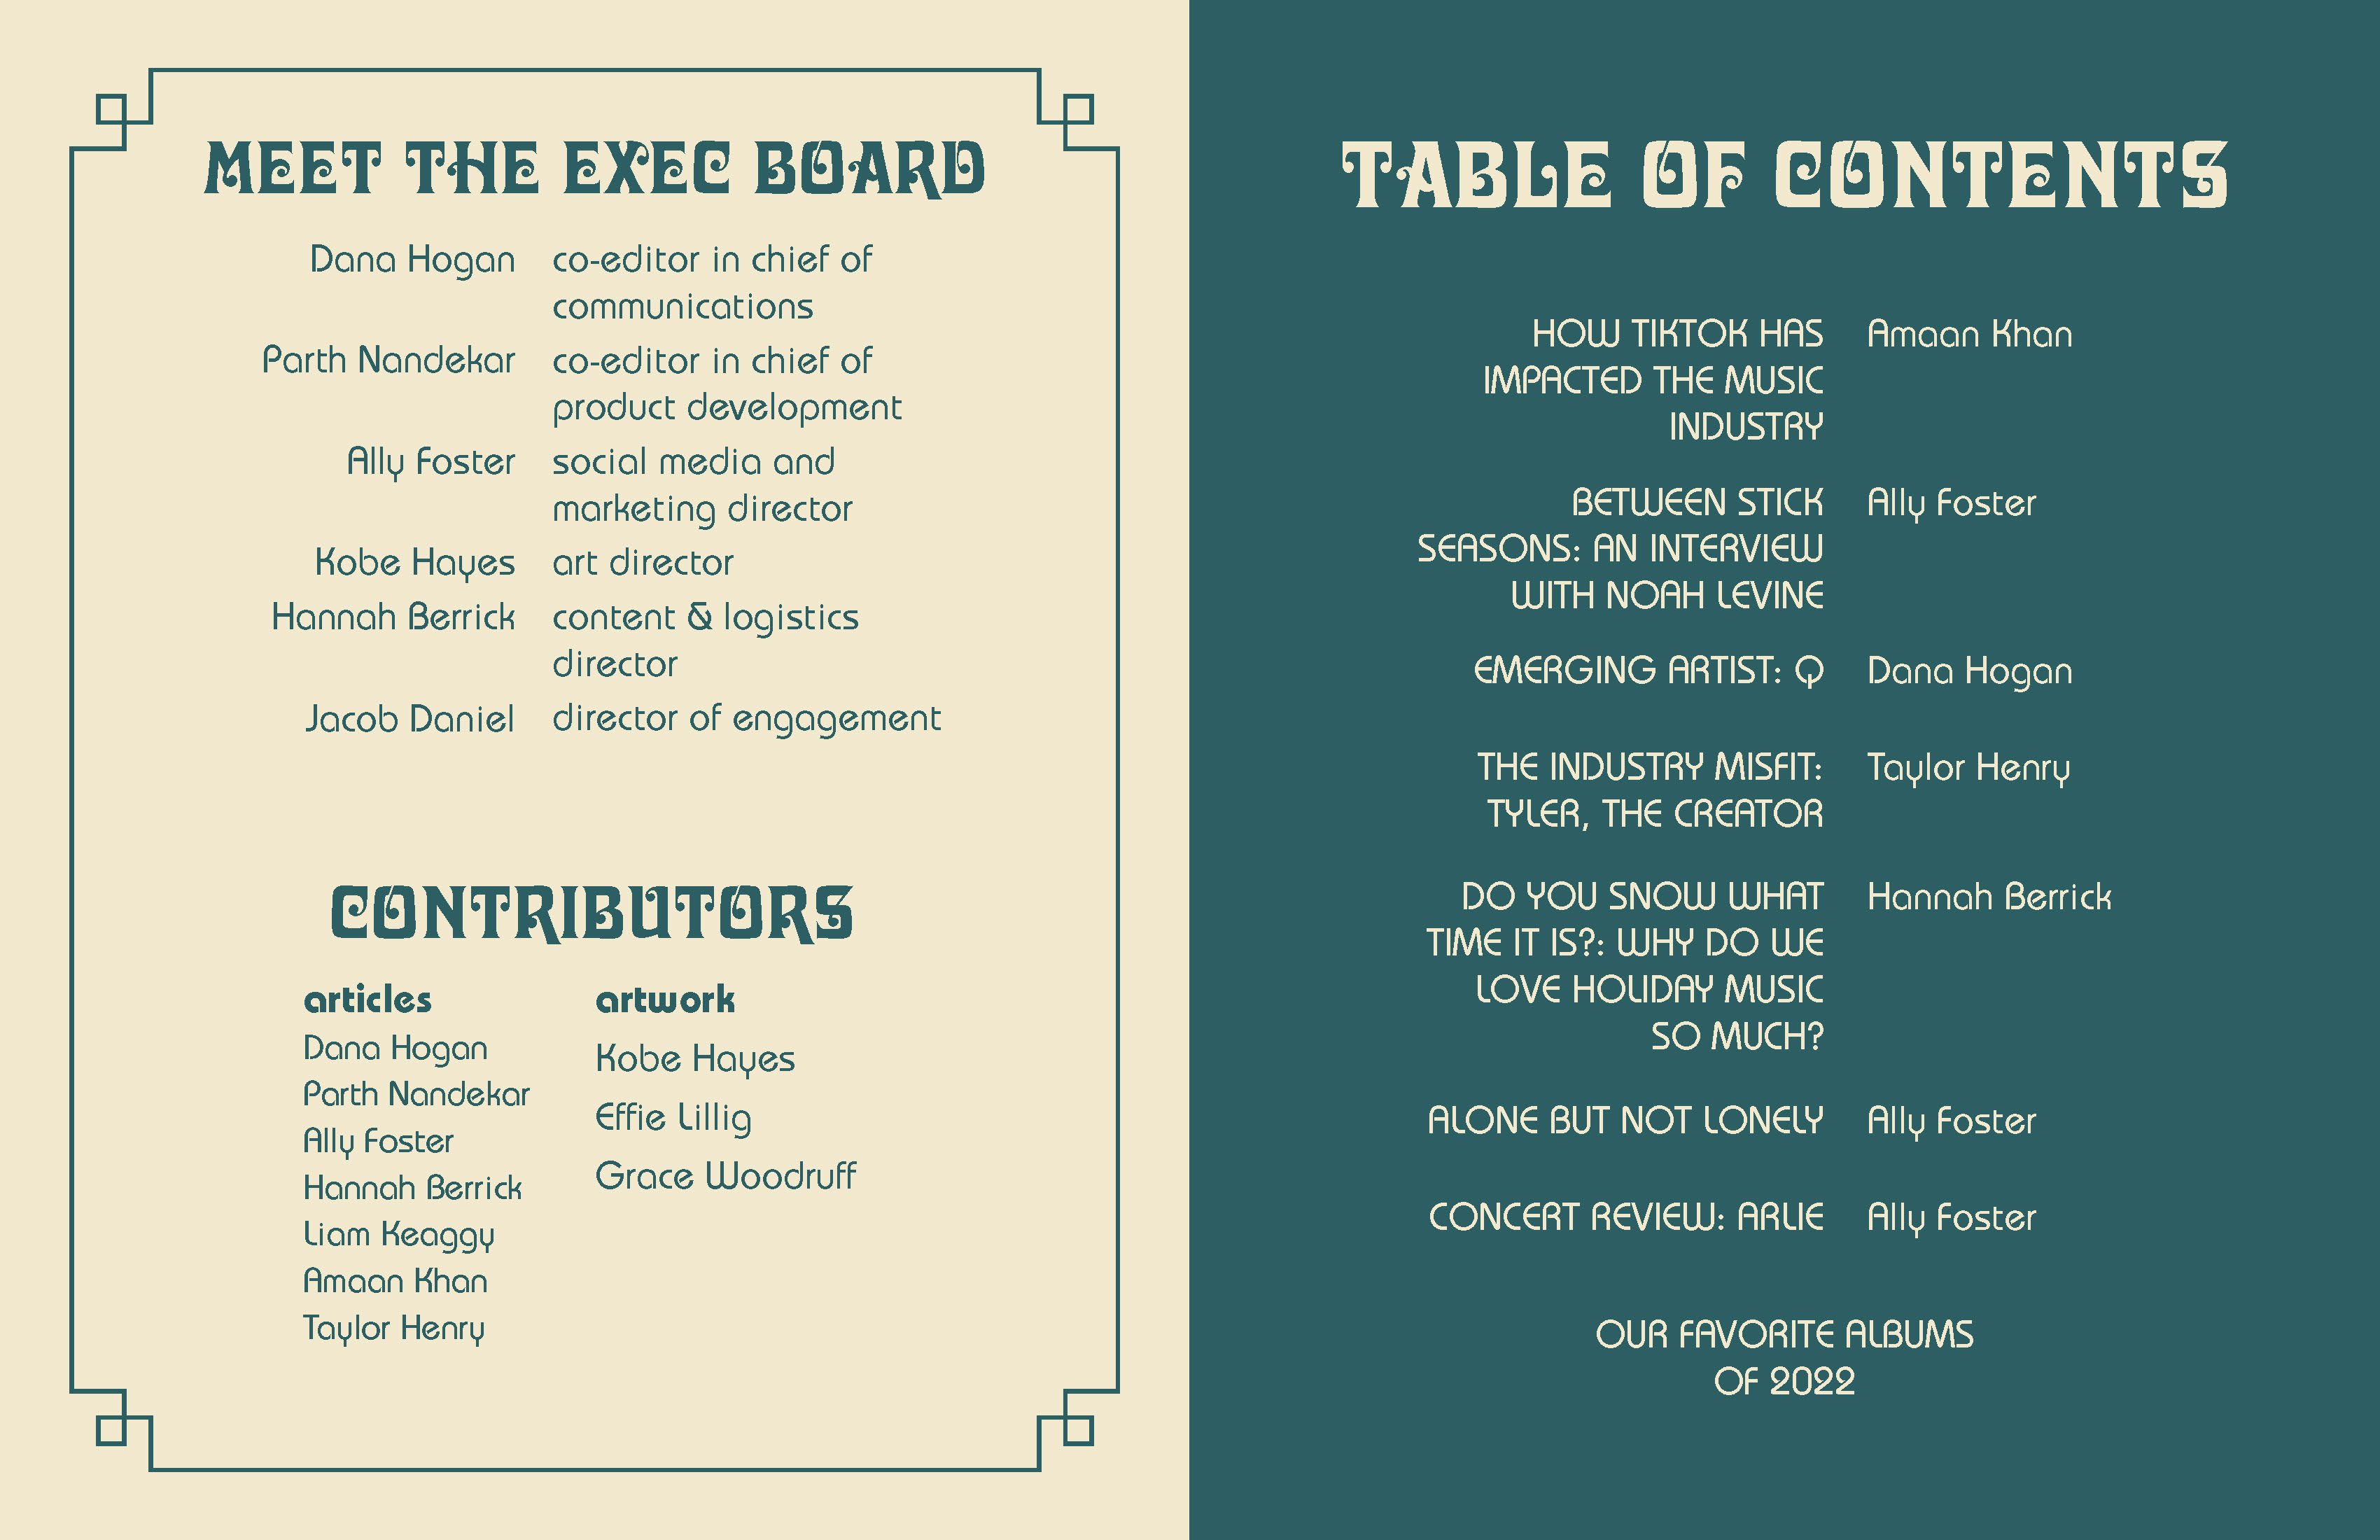 MEET THE EXEC BOARD
Dana Hogan co-editor in chief of
communications
Parth Nandekar co-editor in chief of
product development
Ally Foster social media and
marketing director
Kobe Hayes art director
Hannah Berrick content & logistics
director
Jacob Daniel director of engagement
CONTRIBUTORS
articles
Dana Hogan
Parth Nandekar
Ally Foster
Hannah Berrick
Liam Keaggy
Amaan Khan
Taylor Henry
artwork
Kobe Hayes
Effie Lillig
Grace Woodruff
TABLE OF CONTENTS
HOW TIKTOK HAS Amaan Khan
IMPACTED THE MUSIC
INDUSTRY
BETWEEN STICK Ally Foster
SEASONS: AN INTERVIEW
WITH NOAH LEVINE
EMERGING ARTIST: Q Dana Hogan
THE INDUSTRY MISFIT: Taylor Henry
TYLER, THE CREATOR
DO YOU SNOW WHAT Hannah Berrick
TIME IT IS?: WHY DO WE
LOVE HOLIDAY MUSIC
SO MUCH?
ALONE BUT NOT LONELY Ally Foster
CONCERT REVIEW: ARLIE Ally Foster
OUR FAVORITE ALBUMS
OF 2022